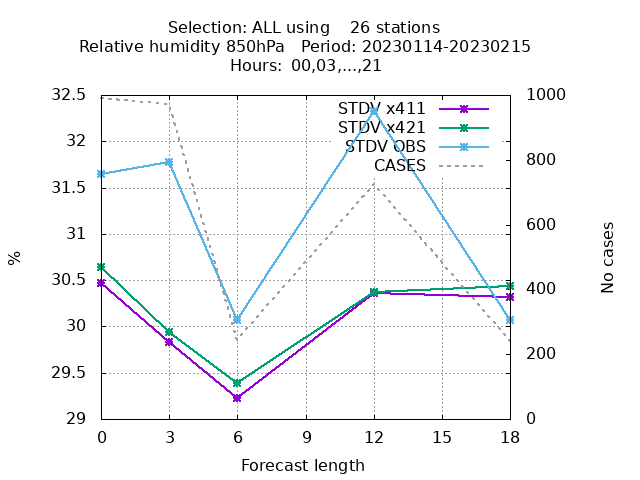 Selection: ALL using    26 stations
Relative humidity 850hPa   Period: 20230114-20230215
Hours:  00,03,...,21
32.5
32
31.5
31
30.5
30
29.5
29
%
1000
800
600
400
200
0
No cases
STDV x411
STDV x421
STDV OBS
CASES
0 3 6 9 12 15 18
Forecast length